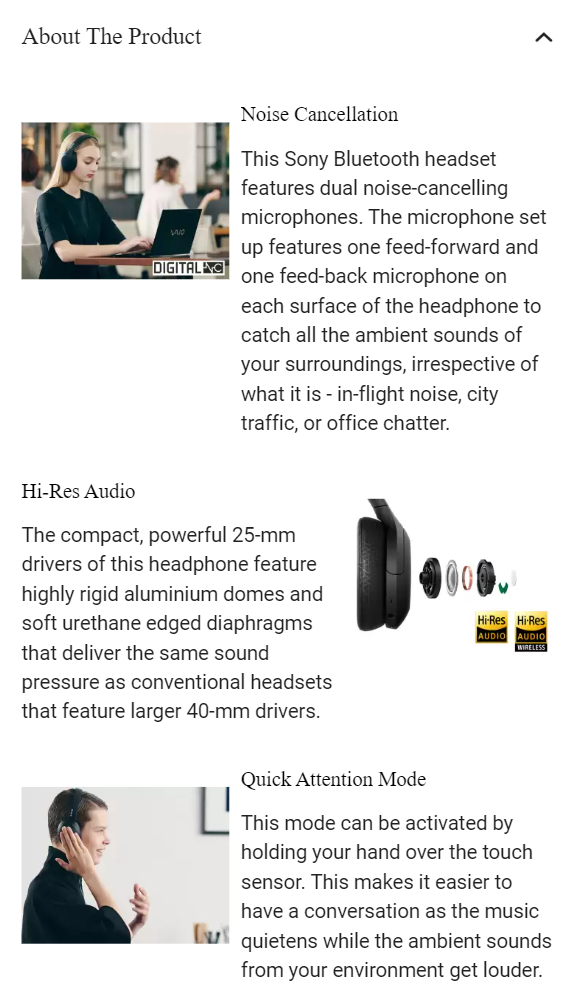 About The Product
Noise Cancellation
This Sony Bluetooth headset
features dual noise-cancelling
microphones. The microphone set
up features one feed-forward and
one feed-back microphone on
each surface of the headphone to
catch all the ambient sounds of
your surroundings, irrespective of
what it is - in-flight noise, city
traffic, or office chatter.
VAIO
DIGITAL NC
Hi-Res Audio
The compact, powerful 25-mm
drivers of this headphone feature
highly rigid aluminium domes and
soft urethane edged diaphragms
that deliver the same sound
pressure as conventional headsets
that feature larger 40-mm drivers.
Hi-Res
AUDIO
Hi-Res
AUDIO
WIRELESS
Quick Attention Mode
This mode can be activated by
holding your hand over the touch
sensor. This makes it easier to
have a conversation as the music
quietens while the ambient sounds
from your environment get louder.